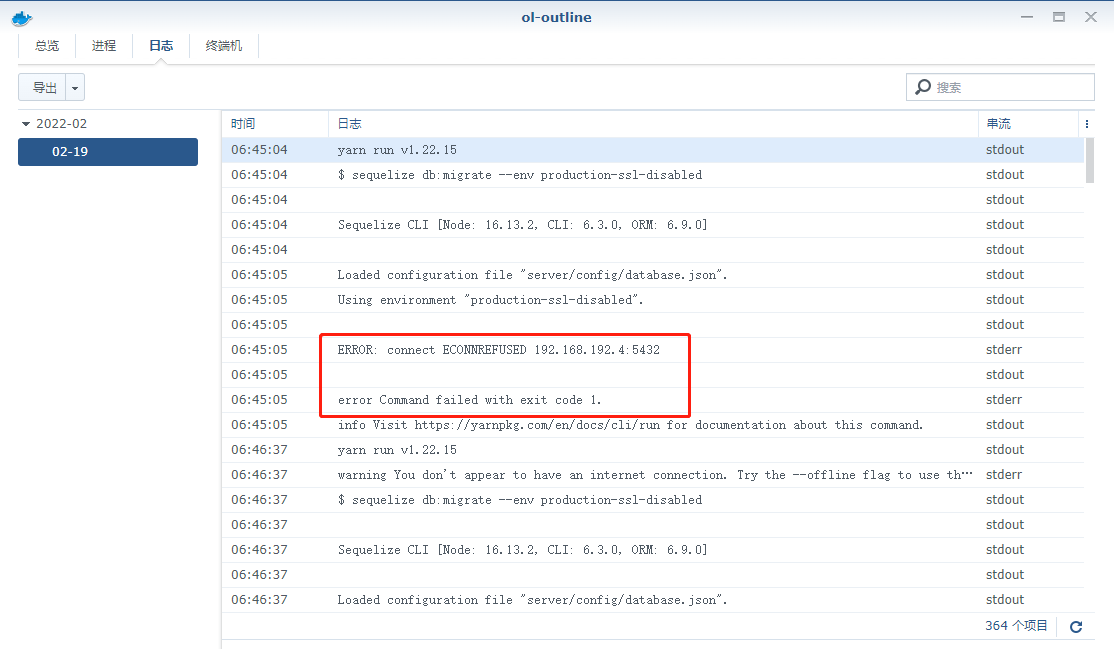 ol-outline
总览 进程 日志 终端机
导出 搜索
2022-02
02-19
时间 日志 串流
06:45:04 yarn run v1.22.15 stdout
06:45:04 $ sequelize db:migrate --env production-ssl-disabled stdout
06:45:04 stdout
06:45:04 Sequelize CLI [Node: 16.13.2, CLI: 6.3.0, ORM: 6.9.0] stdout
06:45:04 stdout
06:45:05 Loaded configuration file "server/config/database.json". stdout
06:45:05 Using environment "production-ssl-disabled". stdout
06:45:05 stdout
06:45:05 ERROR: connect ECONNREFUSED 192.168.192.4:5432 stderr
06:45:05 stdout
06:45:05 error Command failed with exit code 1. stderr
06:45:05 info Visit https://yarnpkg.com/en/docs/cli/run for documentation about this command. stdout
06:46:37 yarn run v1.22.15 stdout
06:46:37 warning You don't appear to have an internet connection. Try the --offline flag to use th… stderr
06:46:37 $ sequelize db:migrate --env production-ssl-disabled stdout
06:46:37 stdout
06:46:37 Sequelize CLI [Node: 16.13.2, CLI: 6.3.0, ORM: 6.9.0] stdout
06:46:37 stdout
06:46:37 Loaded configuration file "server/config/database.json". stdout
364 个项目